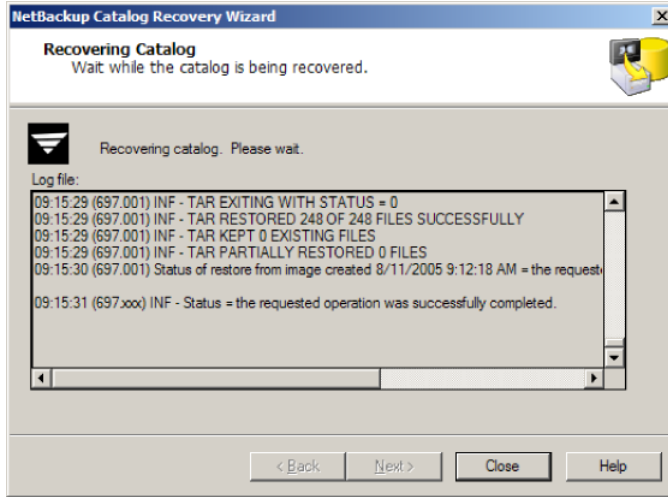 NetBackup Catalog Recovery Wizard
Recovering Catalog
Wait while the catalog is being recovered.
Recovering catalog. Please wait.
Log file:
09:15:29 (697.001) INF - TAR EXITING WITH STATUS = 0
09:15:29 (697.001) INF - TAR RESTORED 248 OF 248 FILES SUCCESSFULLY
09:15:29 (697.001) INF - TAR KEPT 0 EXISTING FILES
09:15:29 (697.001) INF - TAR PARTIALLY RESTORED 0 FILES
09:15:30 (697.001) Status of restore from image created 8/11/2005 9:12:18 AM = the requeste
09:15:31 (697.xxx) INF - Status = the requested operation was successfully completed.
< Back Next > Close Help